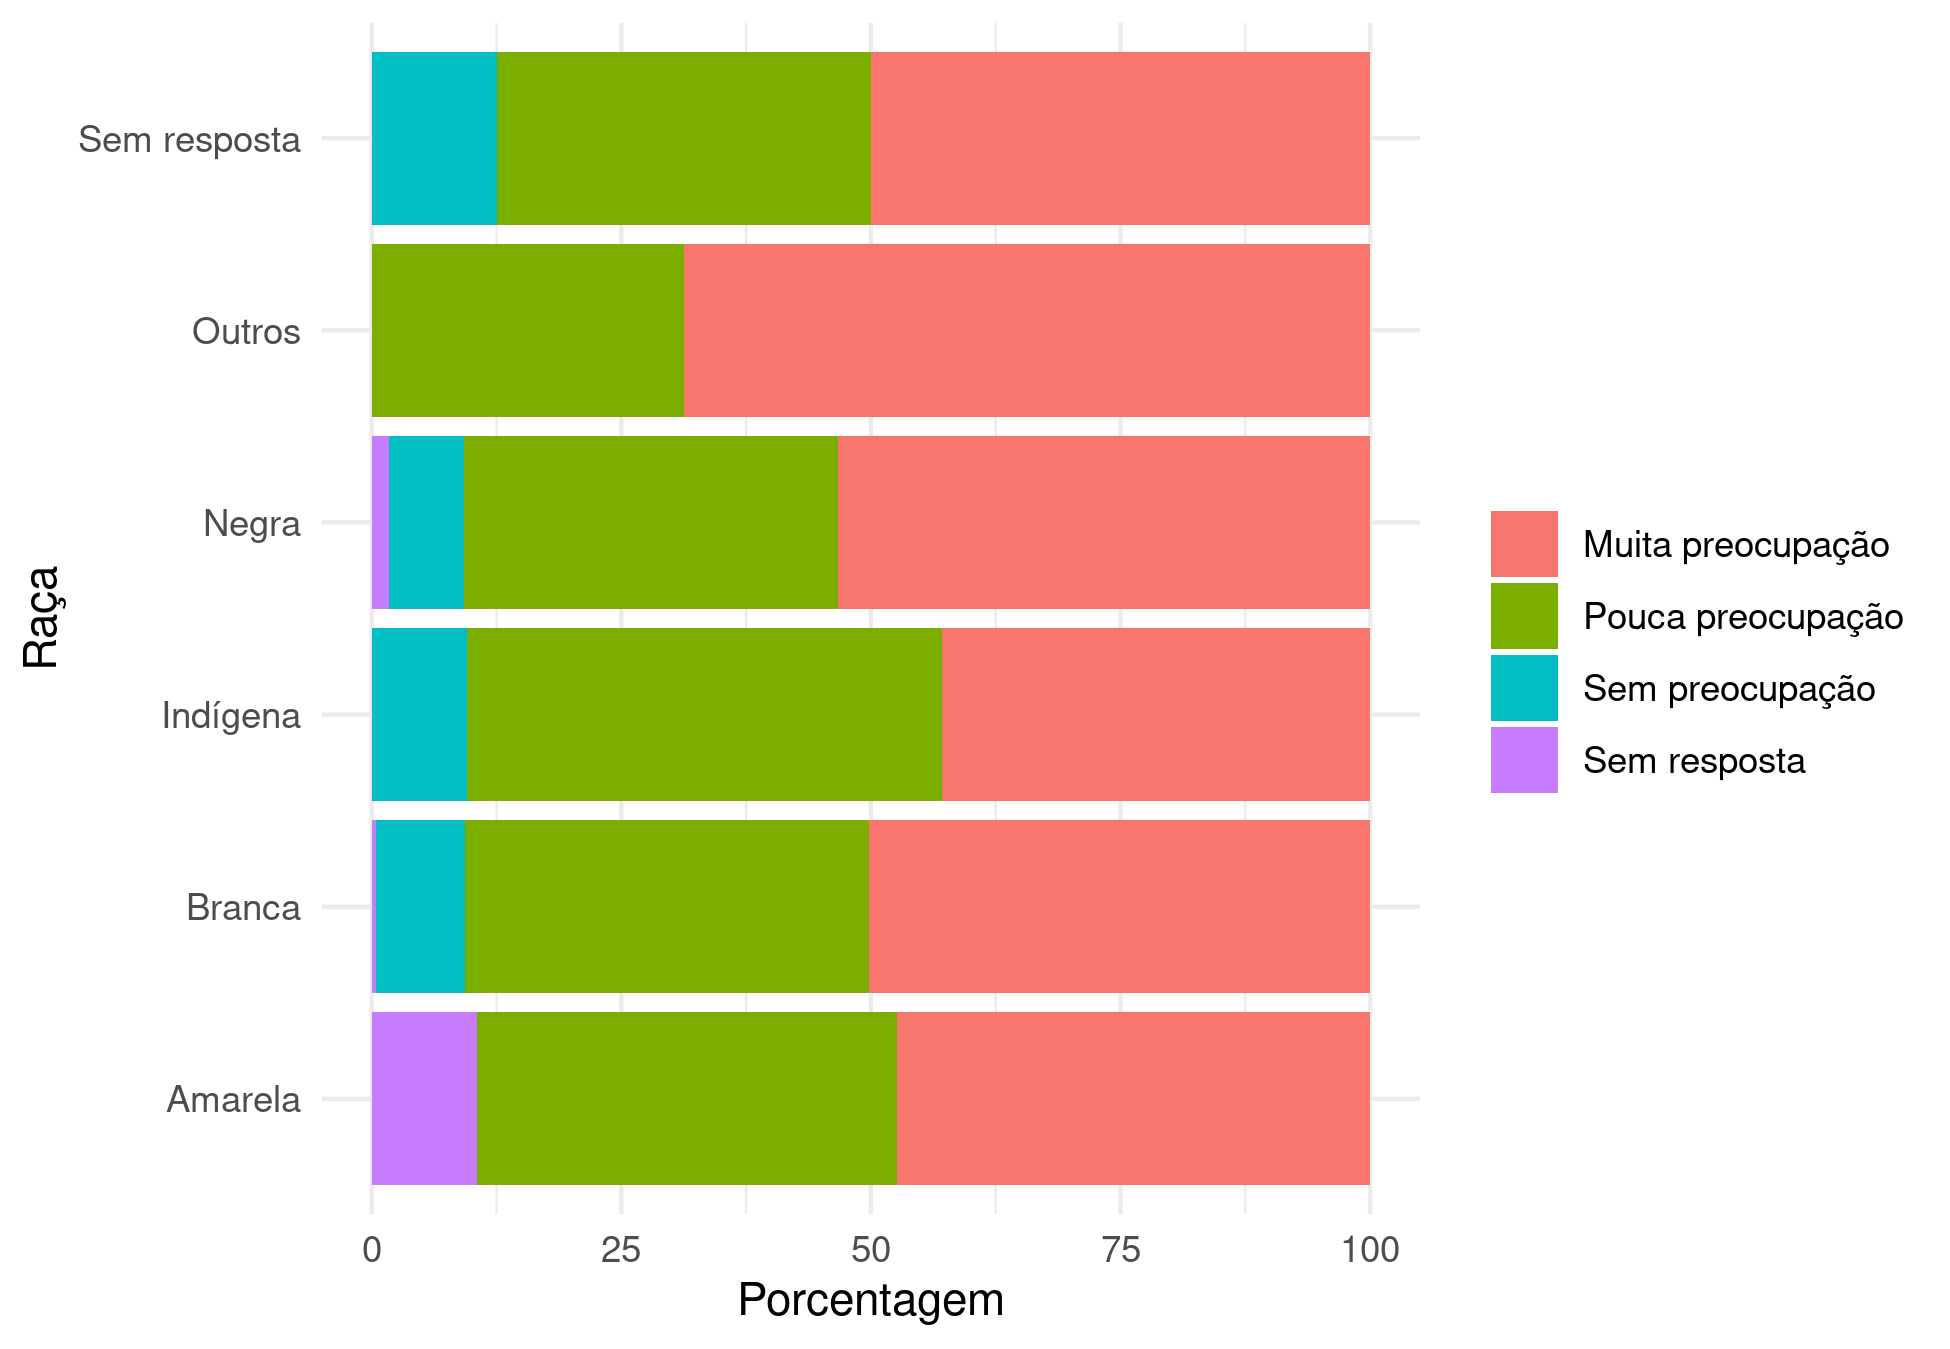 Sem resposta
Outros
Negra
Indígena
Branca
Amarela
Raça
0 25 50 75 100
Porcentagem
Muita preocupação
Pouca preocupação
Sem preocupação
Sem resposta